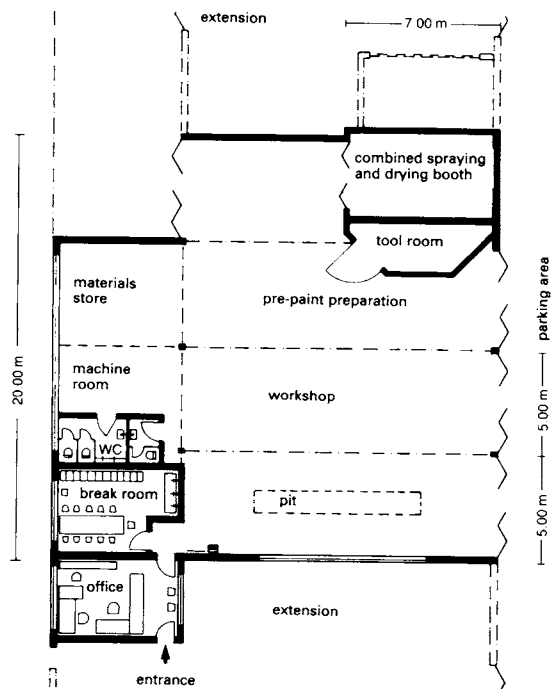 extension
7 00 m
combined spraying
and drying booth
tool room
materials
store
pre-paint preparation
parking area
machine
room
20 00 m
workshop
5.00 m
WC
break room
pit
5.00 m
office
extension
entrance